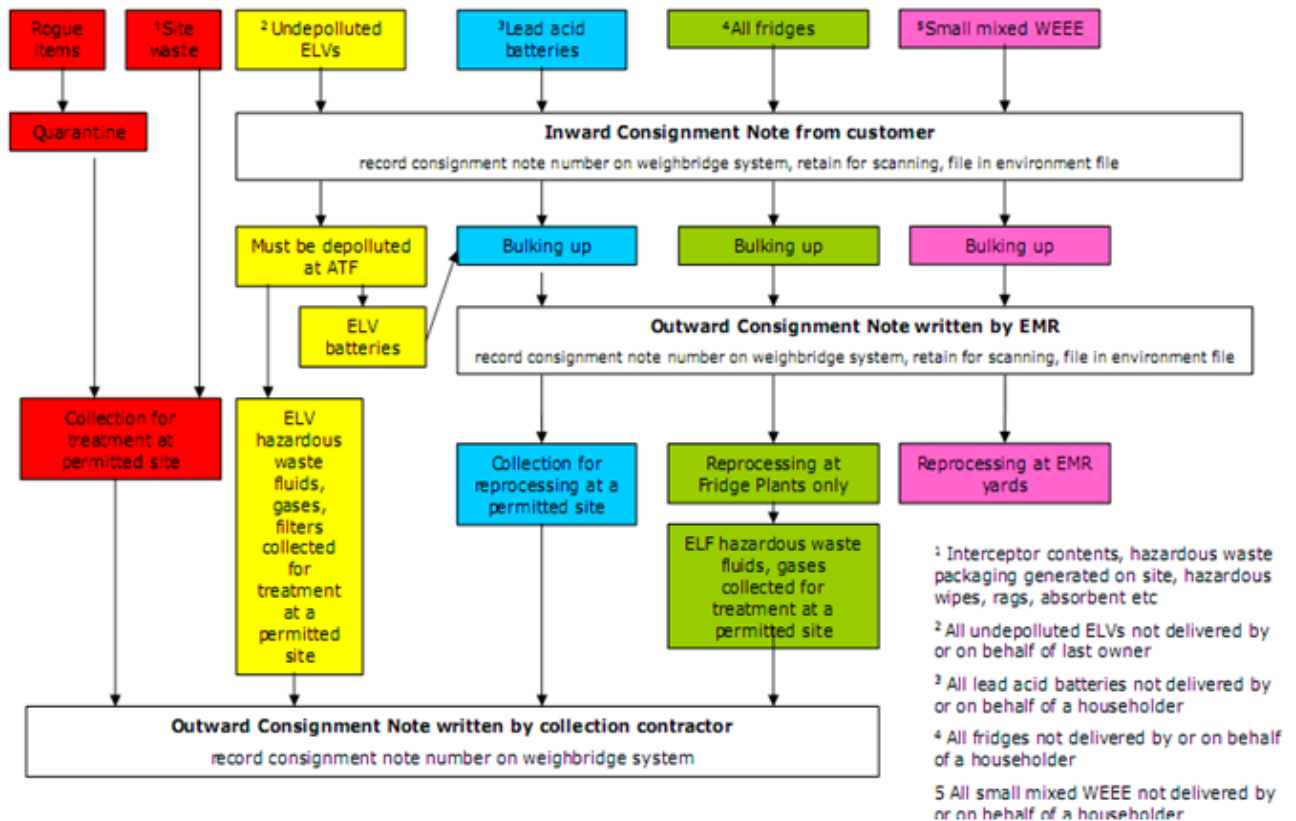 Rogue
items
¹Site
waste
² Undepolluted
ELVs
³Lead acid
batteries
⁴All fridges
⁵Small mixed WEEE
Quarantine
Inward Consignment Note from customer
record consignment note number on weighbridge system, retain for scanning, file in environment file
Must be depolluted
at ATF
Bulking up
Bulking up
Bulking up
ELV
batteries
Outward Consignment Note written by EMR
record consignment note number on weighbridge system, retain for scanning, file in environment file
Collection for
treatment at
permitted site
ELV
hazardous
waste
fluids,
gases,
filters
collected
for
treatment
at a
permitted
site
Collection for
reprocessing at a
permitted site
Reprocessing at
Fridge Plants only
Reprocessing at EMR
yards
ELF hazardous waste
fluids, gases
collected for
treatment at a
permitted site
Outward Consignment Note written by collection contractor
record consignment note number on weighbridge system
¹ Interceptor contents, hazardous waste
packaging generated on site, hazardous
wipes, rags, absorbent etc
² All undepolluted ELVs not delivered by
or on behalf of last owner
³ All lead acid batteries not delivered by
or on behalf of a householder
⁴ All fridges not delivered by or on behalf
of a householder
5 All small mixed WEEE not delivered by
or on behalf of a householder